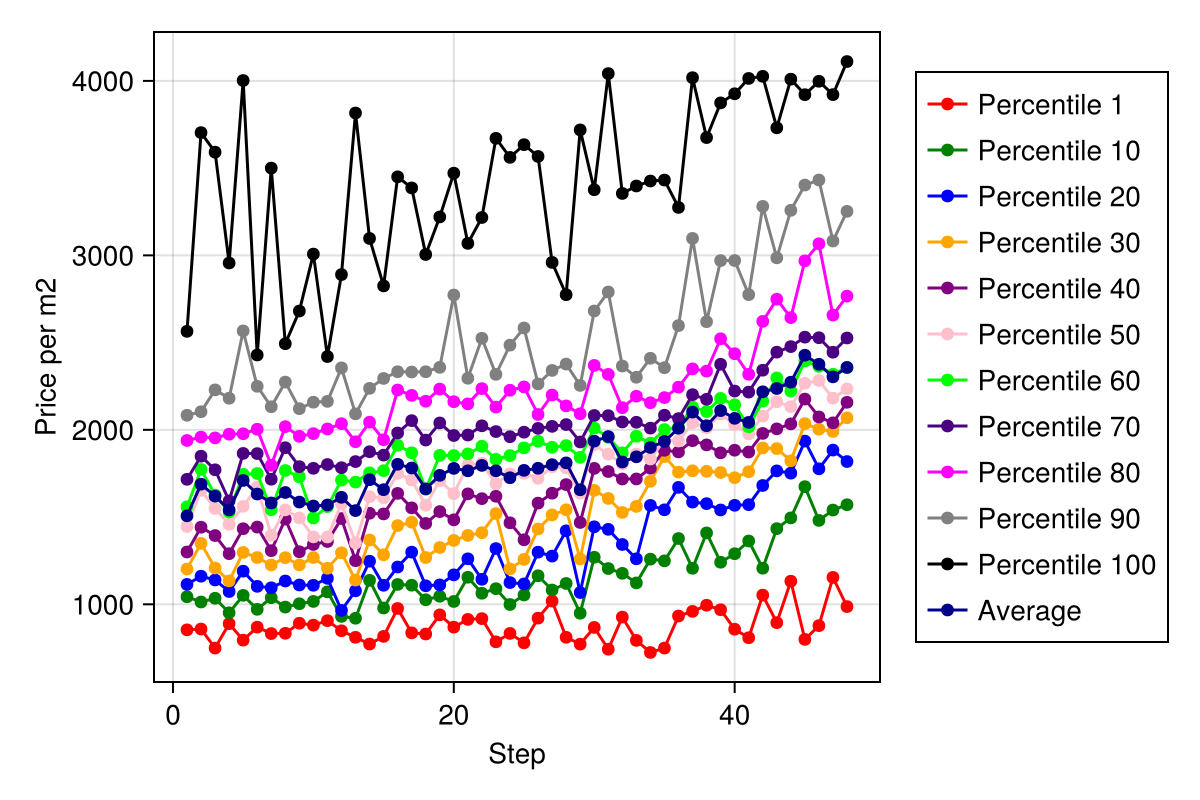 4000
3000
2000
1000
Price per m2
0
20
40
Step
Percentile 1
Percentile 10
Percentile 20
Percentile 30
Percentile 40
Percentile 50
Percentile 60
Percentile 70
Percentile 80
Percentile 90
Percentile 100
Average